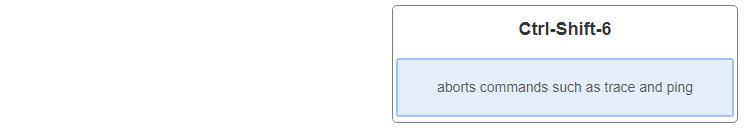 Ctrl-Shift-6
aborts commands such as trace and ping